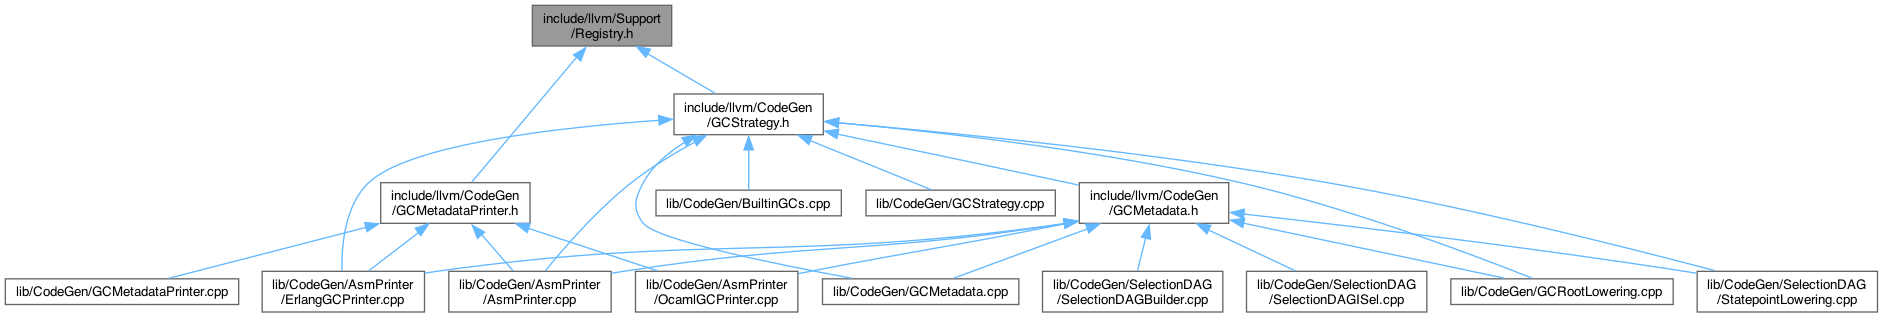 include/llvm/Support
/Registry.h
include/llvm/CodeGen
/GCStrategy.h
include/llvm/CodeGen
/GCMetadataPrinter.h
lib/CodeGen/BuiltinGCs.cpp
lib/CodeGen/GCStrategy.cpp
include/llvm/CodeGen
/GCMetadata.h
lib/CodeGen/GCMetadataPrinter.cpp
lib/CodeGen/AsmPrinter
/ErlangGCPrinter.cpp
lib/CodeGen/AsmPrinter
/AsmPrinter.cpp
lib/CodeGen/AsmPrinter
/OcamlGCPrinter.cpp
lib/CodeGen/GCMetadata.cpp
lib/CodeGen/SelectionDAG
/SelectionDAGBuilder.cpp
lib/CodeGen/SelectionDAG
/SelectionDAGISel.cpp
lib/CodeGen/GCRootLowering.cpp
lib/CodeGen/SelectionDAG
/StatepointLowering.cpp